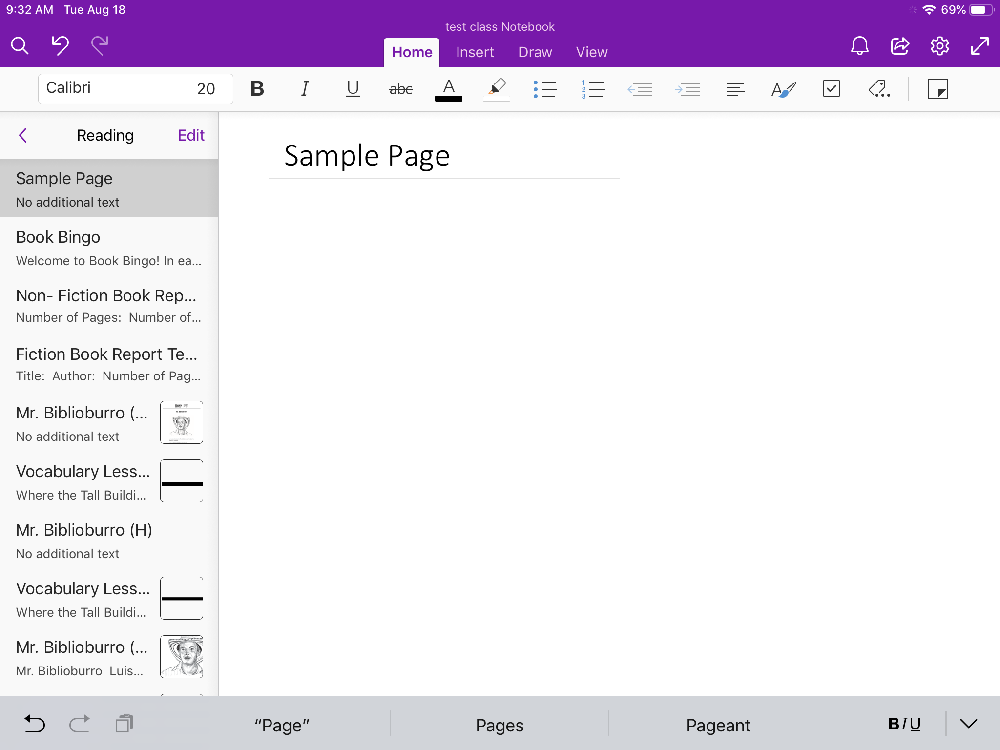 9:32 AM Tue Aug 18
69%
test class Notebook
Home Insert Draw View
Calibri 20 B I U abc A
1
2
3
Reading Edit
Sample Page
No additional text
Book Bingo
Welcome to Book Bingo! In ea...
Non- Fiction Book Rep...
Number of Pages: Number of...
Fiction Book Report Te...
Title: Author: Number of Pag...
Mr. Biblioburro (...
No additional text
Vocabulary Less...
Where the Tall Buildi...
Mr. Biblioburro (H)
No additional text
Vocabulary Less...
Where the Tall Buildi...
Mr. Biblioburro (...
Mr. Biblioburro Luis...
Sample Page
“Page” Pages Pageant BIU